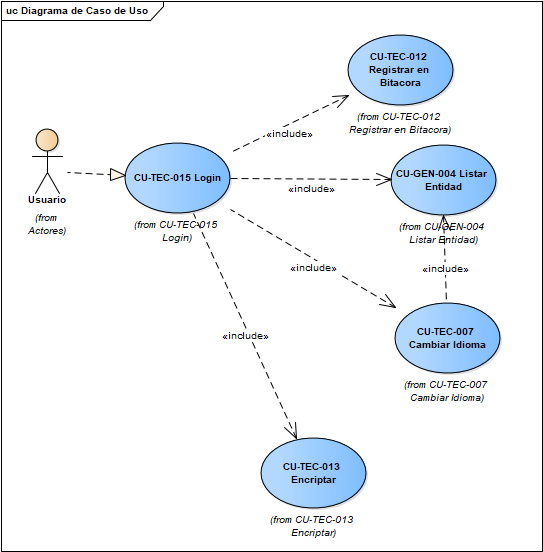 uc Diagrama de Caso de Uso
CU-TEC-012
Registrar en
Bitacora
(from CU-TEC-012
Registrar en Bitacora)
«include»
Usuario
(from
Actores)
CU-TEC-015 Login
(from CU-TEC-015
Login)
«include»
CU-GEN-004 Listar
Entidad
(from CU-GEN-004
Listar Entidad)
«include»
«include»
«include»
CU-TEC-007
Cambiar Idioma
(from CU-TEC-007
Cambiar Idioma)
CU-TEC-013
Encriptar
(from CU-TEC-013
Encriptar)